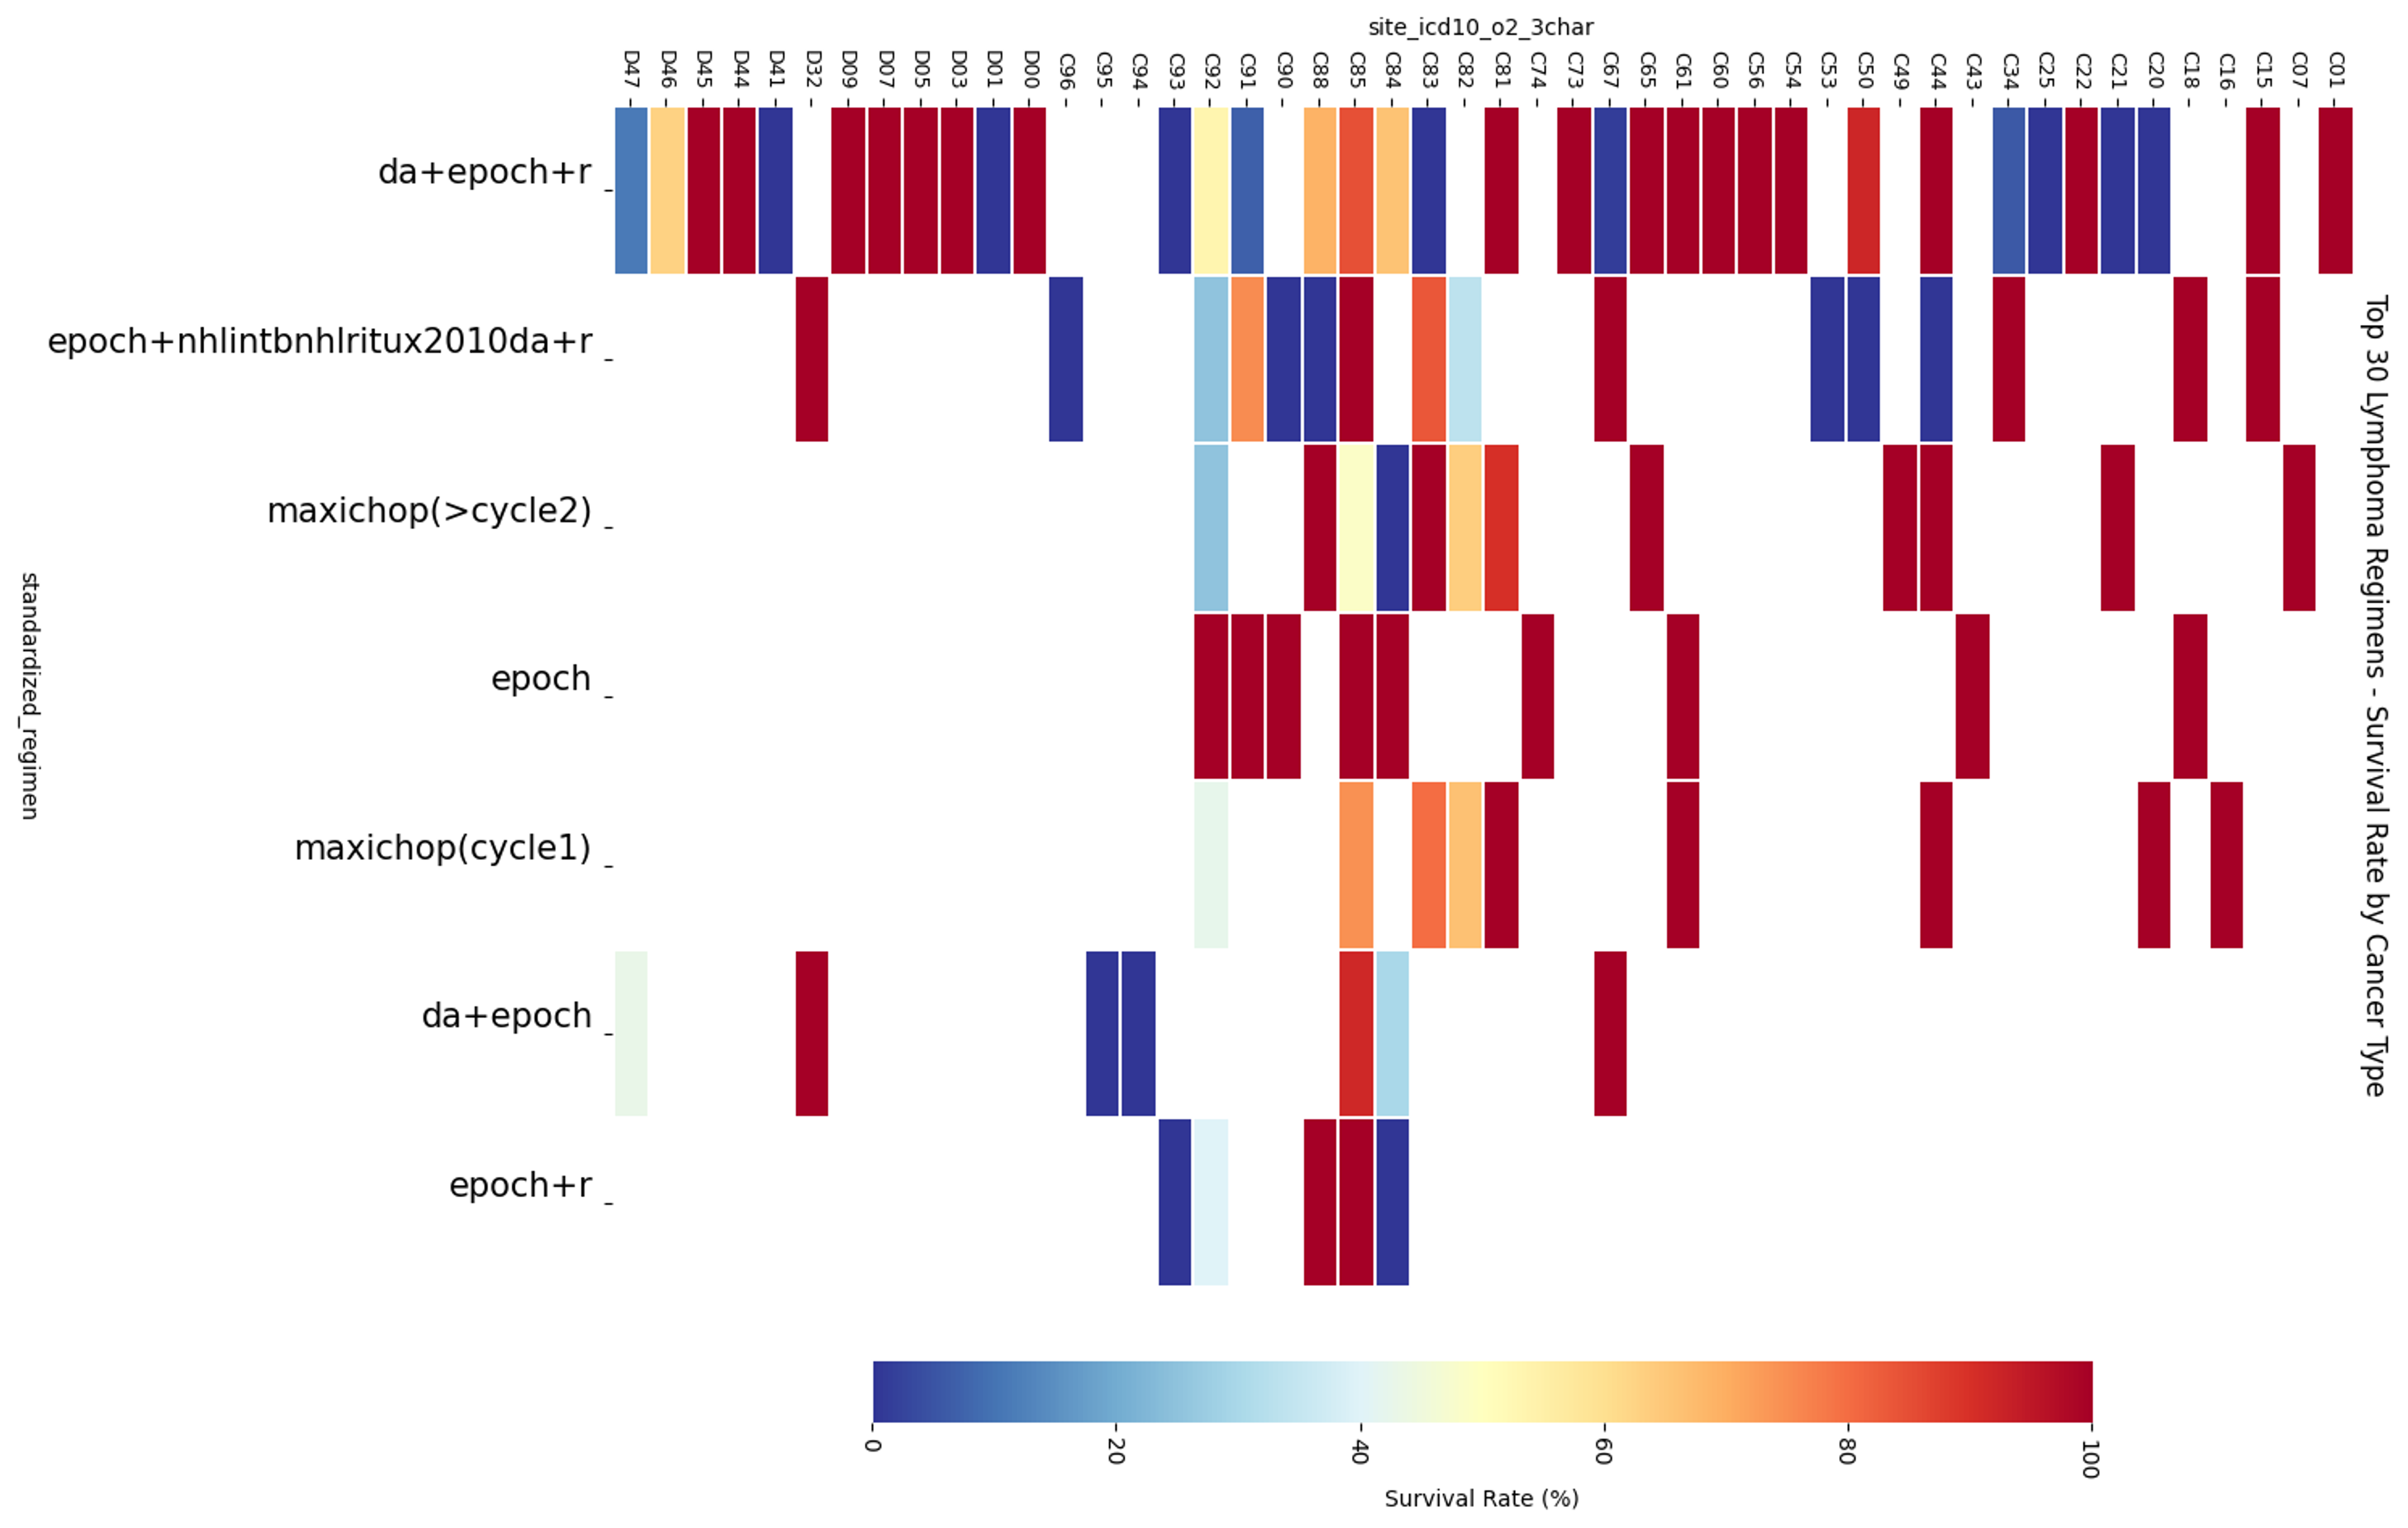 site_icd10_o2_3char
D47
D46
D45
D44
D41
D32
D09
D07
D05
D03
D01
D00
C96
C95
C94
C93
C92
C91
C90
C88
C85
C84
C83
C82
C81
C74
C73
C67
C65
C61
C60
C56
C54
C53
C50
C49
C44
C43
C34
C25
C22
C21
C20
C18
C16
C15
C07
C01
da+epoch+r
epoch+nhlintbnhlritux2010da+r
maxichop(>cycle2)
epoch
maxichop(cycle1)
da+epoch
epoch+r
standardized_regimen
Top 30 Lymphoma Regimens - Survival Rate by Cancer Type
0
20
40
60
80
100
Survival Rate (%)